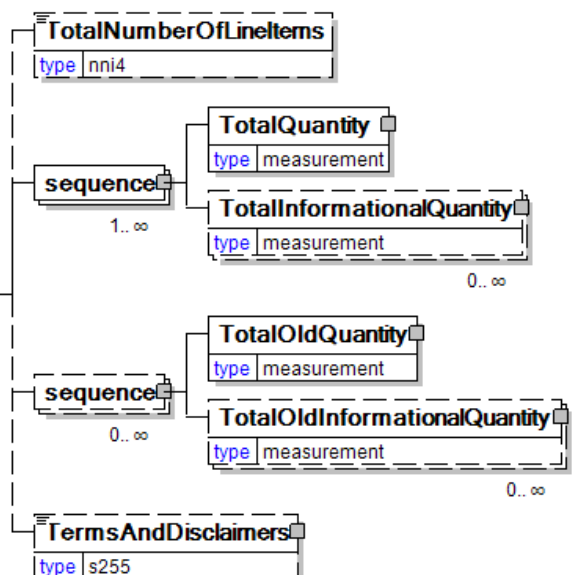 TotalNumberOfLineItems
type nni4
TotalQuantity
type measurement
sequence
1.. ∞
TotalInformationalQuantity
type measurement
0.. ∞
TotalOldQuantity
type measurement
sequence
0.. ∞
TotalOldInformationalQuantity
type measurement
0.. ∞
TermsAndDisclaimers
type s255